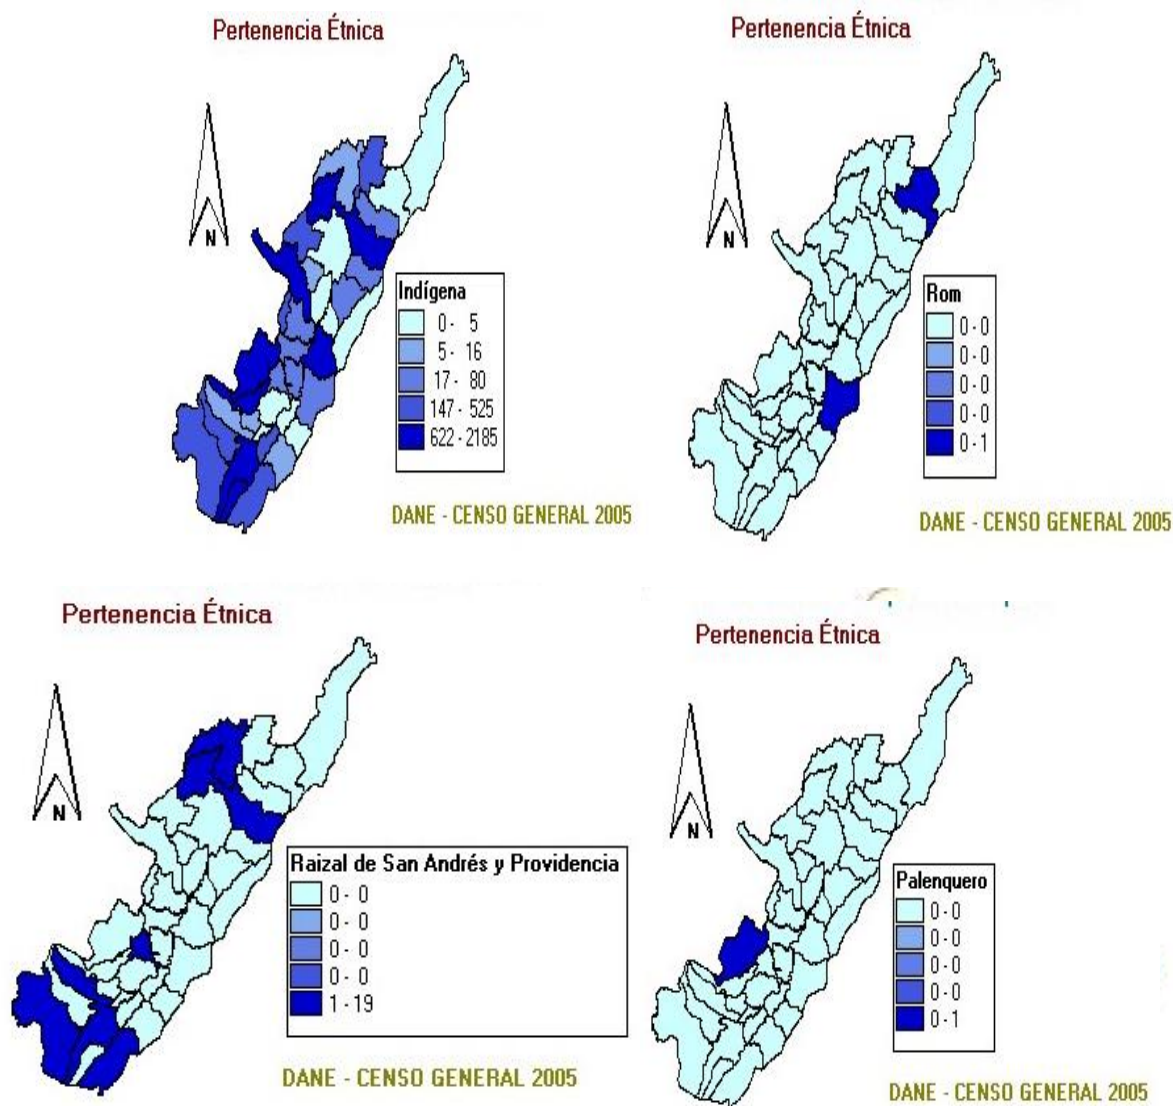 Pertenencia Étnica
N
Indígena
0- 5
5- 16
17- 80
147- 525
622-2185
DANE - CENSO GENERAL 2005
Pertenencia Étnica
N
Rom
0-0
0-0
0-0
0-0
0-1
DANE - CENSO GENERAL 2005
Pertenencia Étnica
N
Raizal de San Andrés y Providencia
0- 0
0- 0
0- 0
0- 0
1-19
DANE - CENSO GENERAL 2005
Pertenencia Étnica
N
Palenquero
0-0
0-0
0-0
0-0
0-1
DANE - CENSO GENERAL 2005